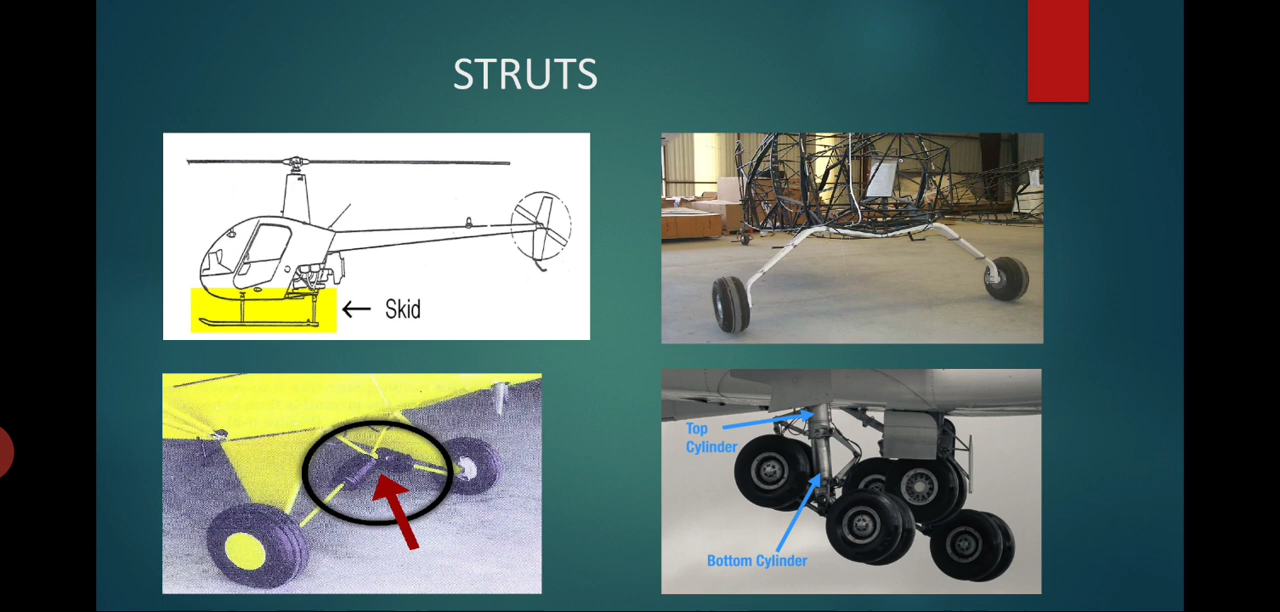 STRUTS
← Skid
Top
Cylinder
Bottom Cylinder